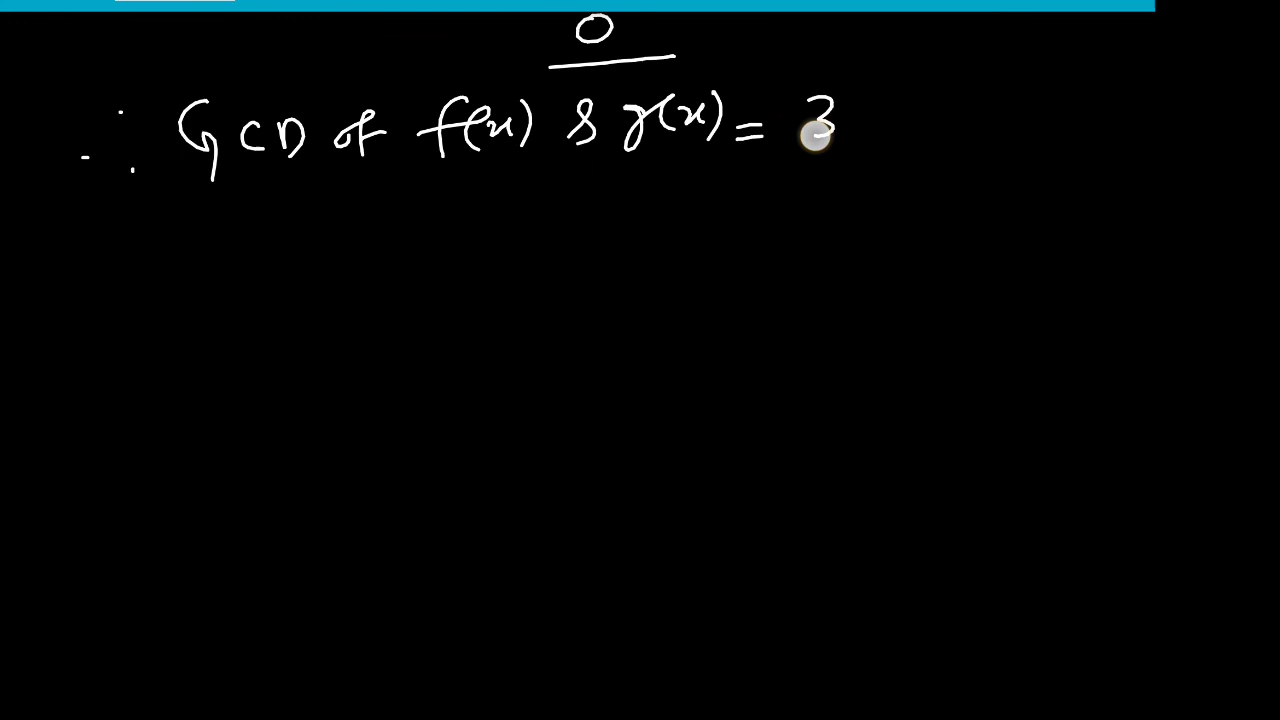 0
∴ GCD of f(x) & g(x) = 3